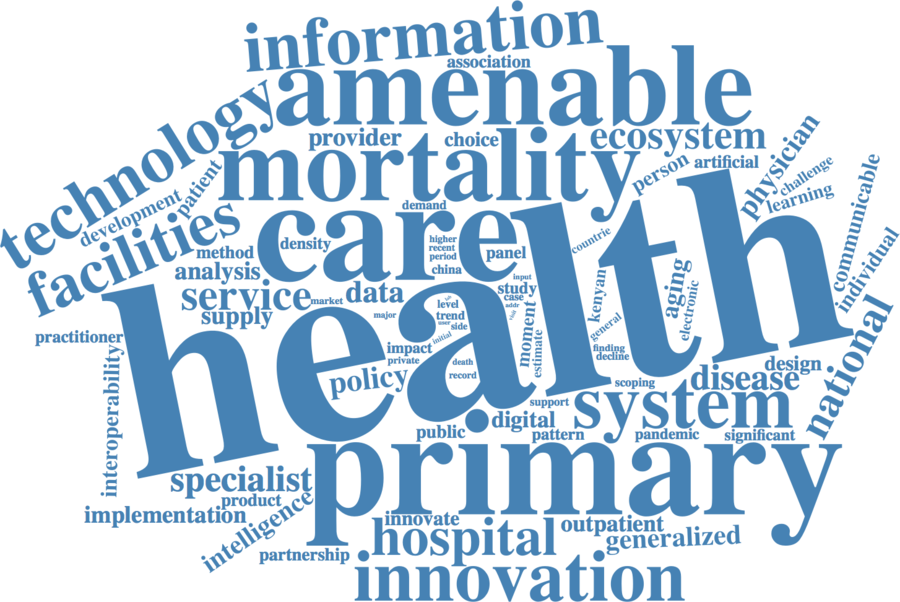 information
association
amenable
technology
provider
choice
ecosystem
physician
mortality
person
artificial
challenge
learning
communicable
individual
patient
development
demand
facilities
care
health
countrie
method
density
higher
recent
period
china
panel
analysis
input
study
case
addr
visit
kenyan
aging
electronic
service
market
data
level
trend
user
side
initial
moment
estimate
general
supply
major
finding
decline
national
practitioner
impact
private
death
record
policy
interoperability
scoping
disease
design
support
system
digital
public
pattern
pandemic
significant
primary
specialist
product
implementation
intelligence
innovate
outpatient
hospital
generalized
partnership
innovation